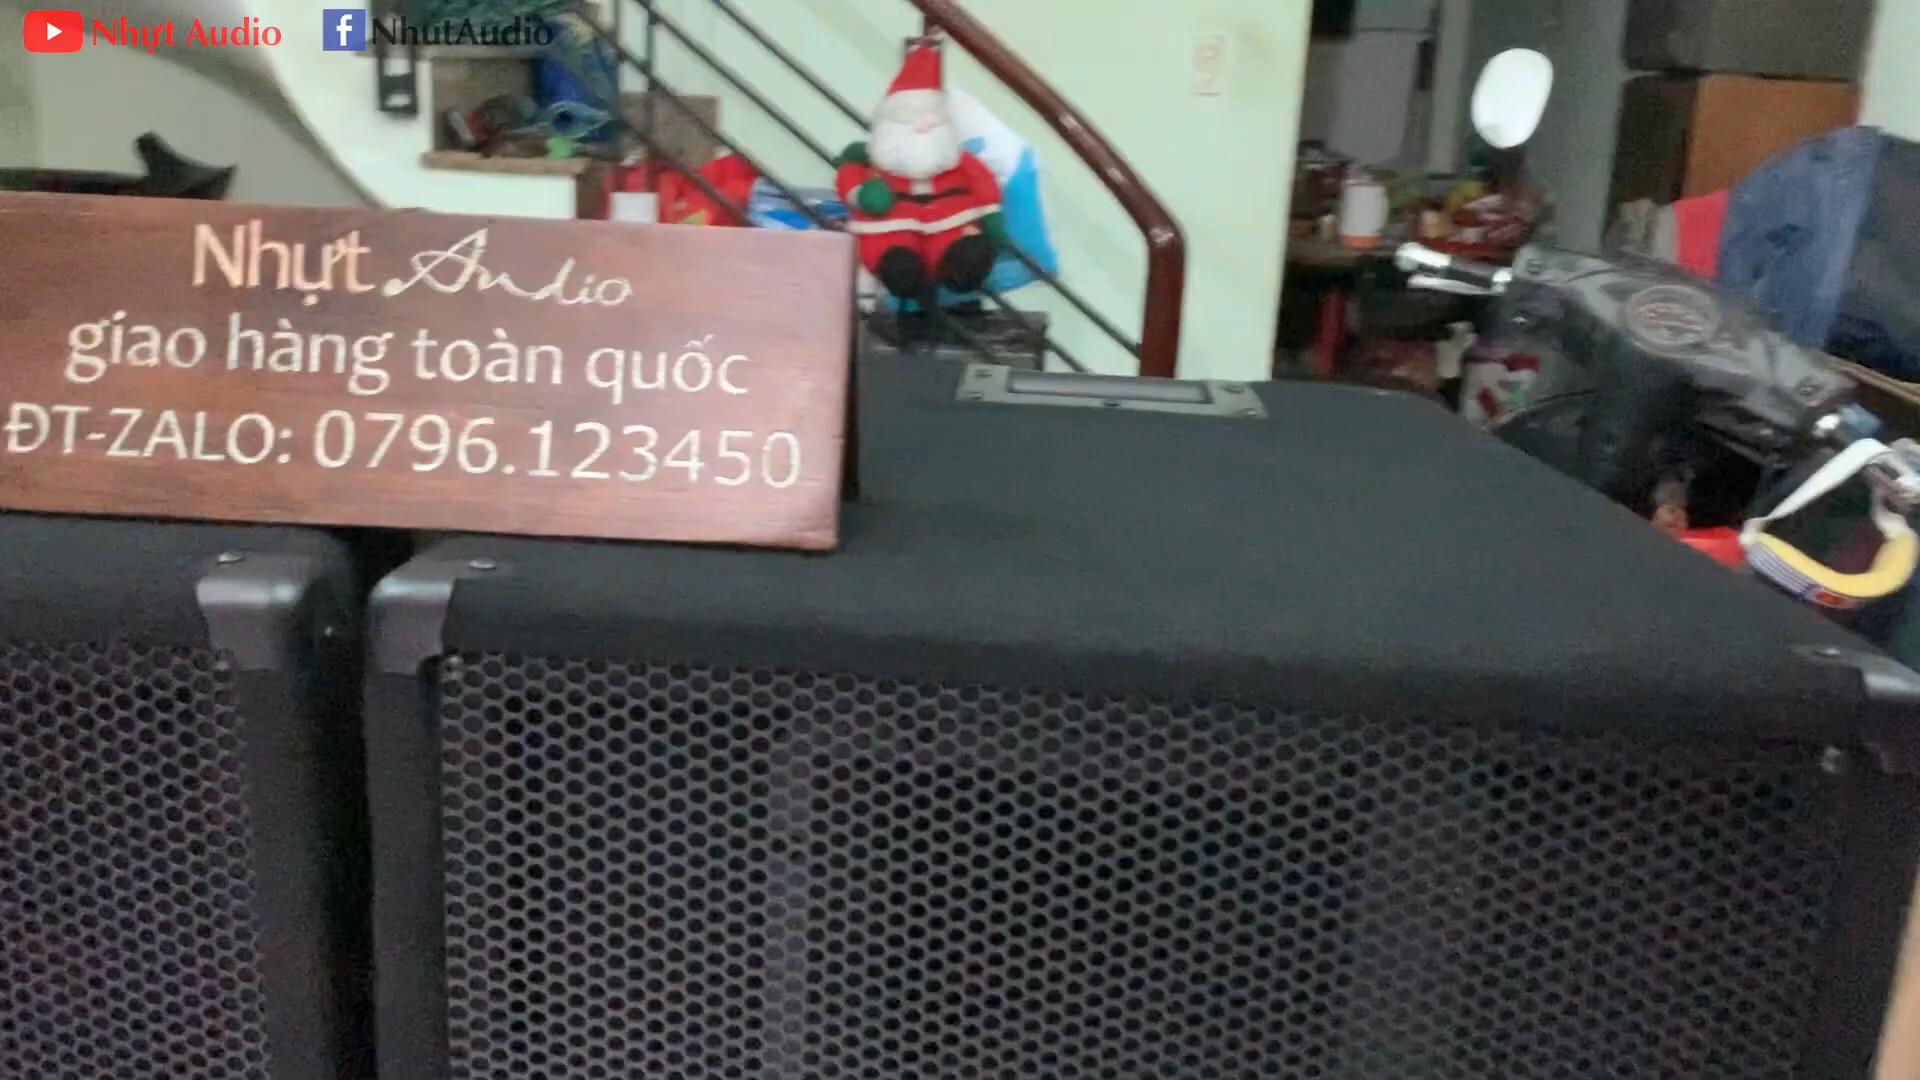 Nhựt Audio
NhutAudio
Nhựt Audio
giao hàng toàn quốc
ĐT-ZALO: 0796.123450